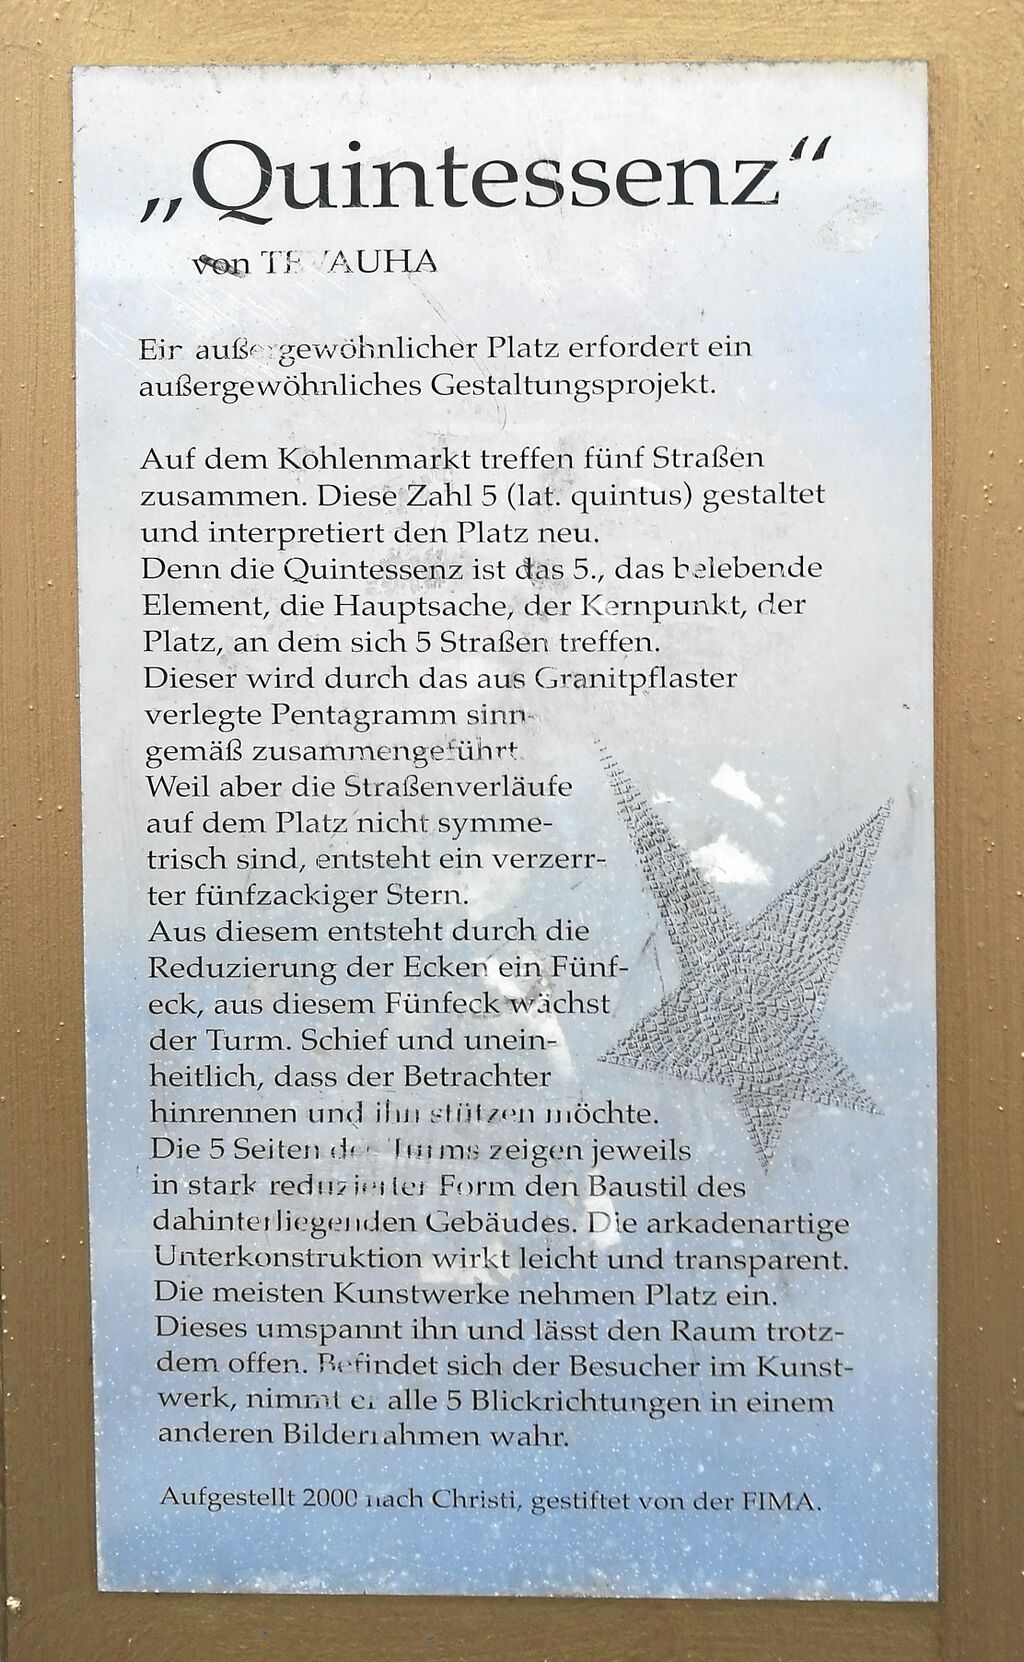 „Quintessenz“
von TEVAUHA
Ein außergewöhnlicher Platz erfordert ein
außergewöhnliches Gestaltungsprojekt.
Auf dem Kohlenmarkt treffen fünf Straßen
zusammen. Diese Zahl 5 (lat. quintus) gestaltet
und interpretiert den Platz neu.
Denn die Quintessenz ist das 5., das belebende
Element, die Hauptsache, der Kernpunkt, der
Platz, an dem sich 5 Straßen treffen.
Dieser wird durch das aus Granitpflaster
verlegte Pentagramm sinn-
gemäß zusammengeführt.
Weil aber die Straßenverläufe
auf dem Platz nicht symme-
trisch sind, entsteht ein verzerr-
ter fünfzackiger Stern.
Aus diesem entsteht durch die
Reduzierung der Ecken ein Fünf-
eck, aus diesem Fünfeck wächst
der Turm. Schief und unein-
heitlich, dass der Betrachter
hinrennen und ihn stützen möchte.
Die 5 Seiten des Turms zeigen jeweils
in stark reduzierter Form den Baustil des
dahinterliegenden Gebäudes. Die arkadenartige
Unterkonstruktion wirkt leicht und transparent.
Die meisten Kunstwerke nehmen Platz ein.
Dieses umspannt ihn und lässt den Raum trotz-
dem offen. Befindet sich der Besucher im Kunst-
werk, nimmt er alle 5 Blickrichtungen in einem
anderen Bilderrahmen wahr.
Aufgestellt 2000 nach Christi, gestiftet von der FIMA.